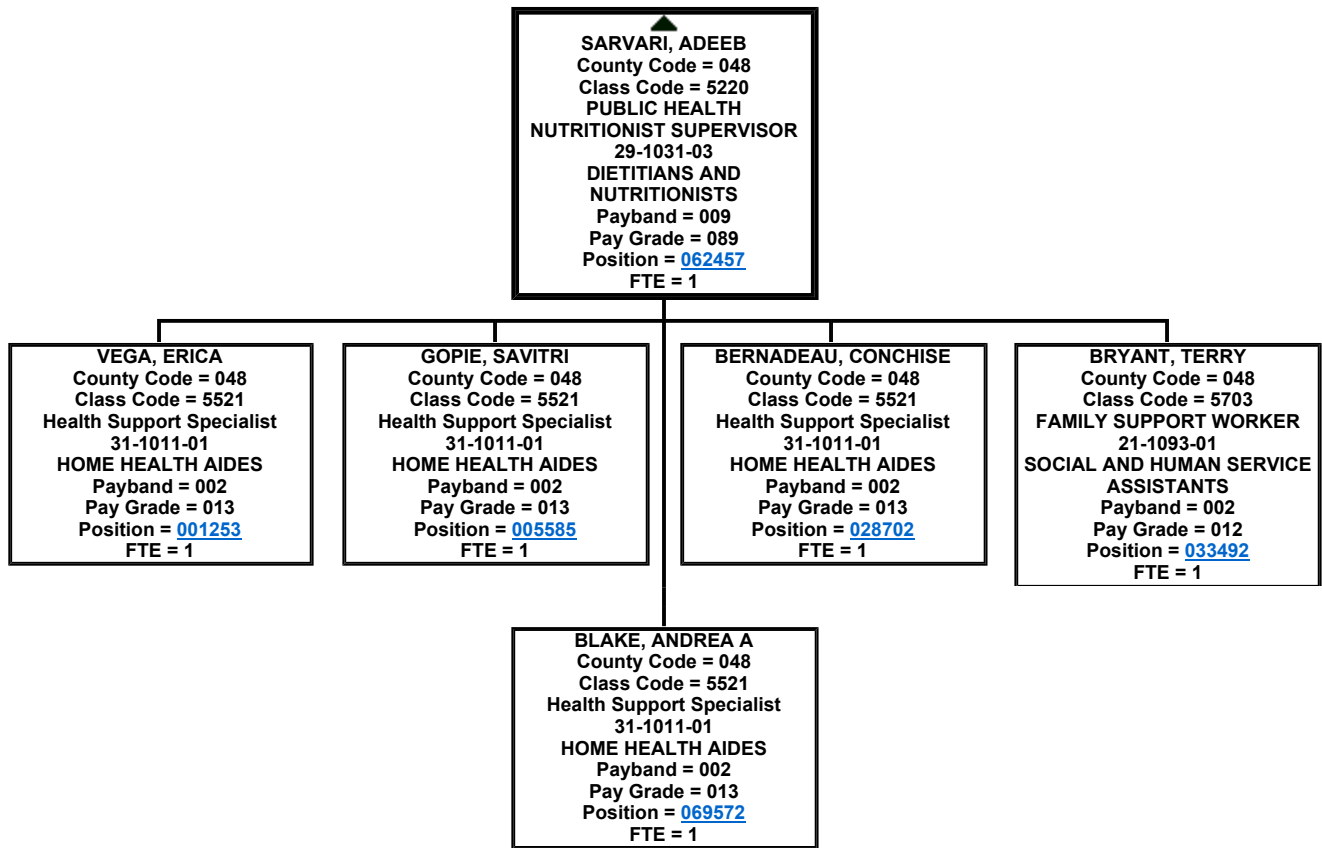 SARVARI, ADEEB
County Code = 048
Class Code = 5220
PUBLIC HEALTH
NUTRITIONIST SUPERVISOR
29-1031-03
DIETITIANS AND
NUTRITIONISTS
Payband = 009
Pay Grade = 089
Position = 062457
FTE = 1
VEGA, ERICA
County Code = 048
Class Code = 5521
Health Support Specialist
31-1011-01
HOME HEALTH AIDES
Payband = 002
Pay Grade = 013
Position = 001253
FTE = 1
GOPIE, SAVITRI
County Code = 048
Class Code = 5521
Health Support Specialist
31-1011-01
HOME HEALTH AIDES
Payband = 002
Pay Grade = 013
Position = 005585
FTE = 1
BERNADEAU, CONCHISE
County Code = 048
Class Code = 5521
Health Support Specialist
31-1011-01
HOME HEALTH AIDES
Payband = 002
Pay Grade = 013
Position = 028702
FTE = 1
BRYANT, TERRY
County Code = 048
Class Code = 5703
FAMILY SUPPORT WORKER
21-1093-01
SOCIAL AND HUMAN SERVICE
ASSISTANTS
Payband = 002
Pay Grade = 012
Position = 033492
FTE = 1
BLAKE, ANDREA A
County Code = 048
Class Code = 5521
Health Support Specialist
31-1011-01
HOME HEALTH AIDES
Payband = 002
Pay Grade = 013
Position = 069572
FTE = 1